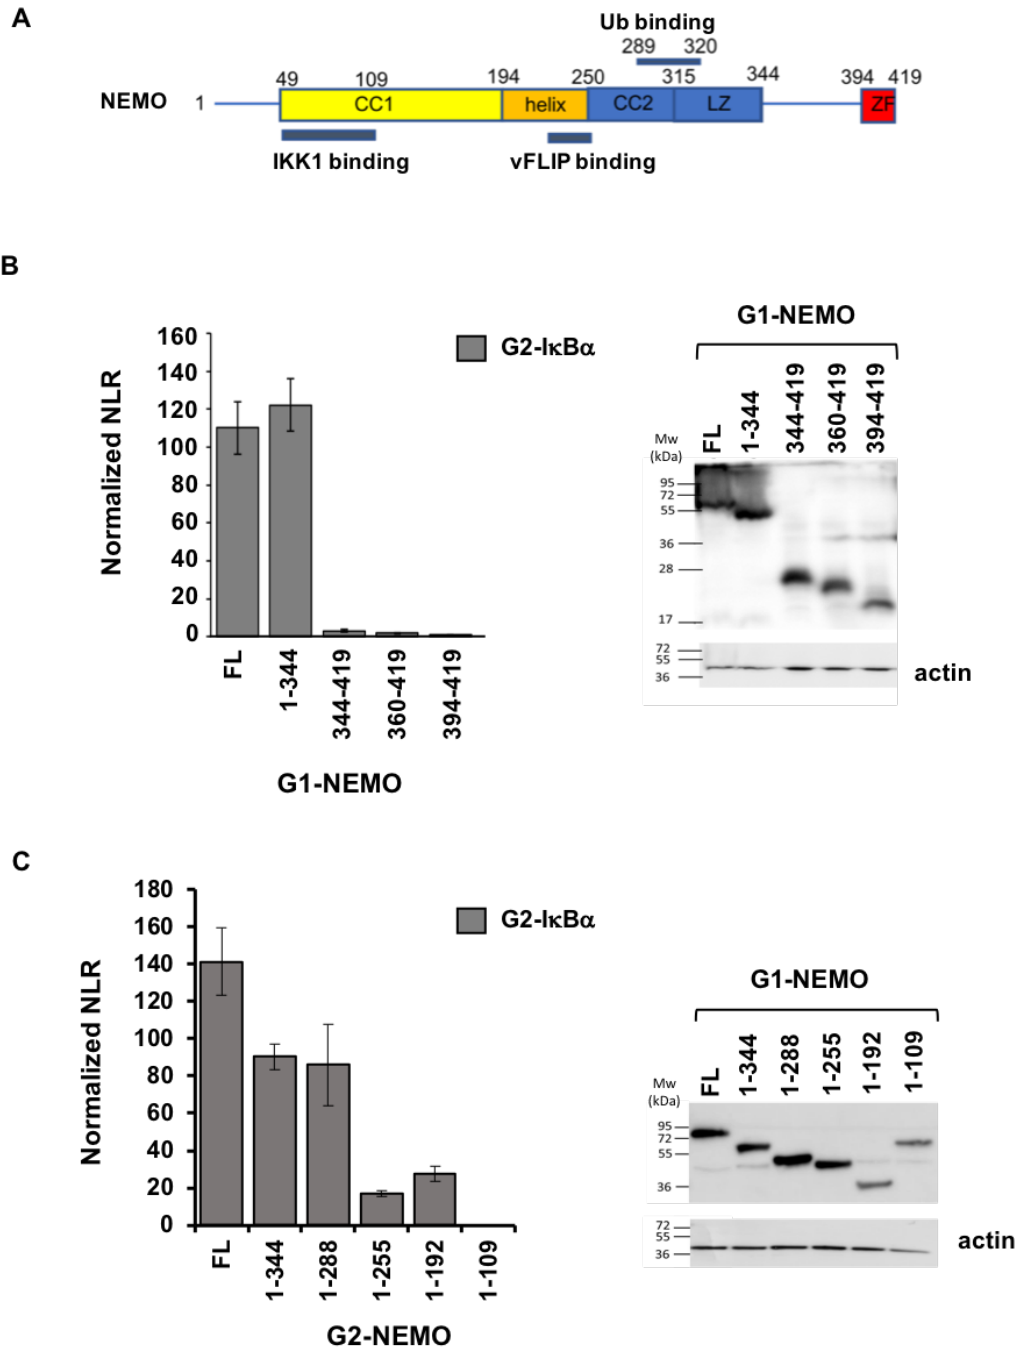 A
Ub binding
289 320
49 109 194 250 315 344 394 419
NEMO 1 CC1 helix CC2 LZ ZF
IKK1 binding vFLIP binding
B
G1-NEMO
160
140
120
100
80
60
40
20
0
Normalized NLR
G2-IκBα
FL
1-344
344-419
360-419
394-419
G1-NEMO
FL
1-344
344-419
360-419
394-419
Mw
(kDa)
95
72
55
36
28
17
72
55
36
actin
C
180
160
140
120
100
80
60
40
20
0
Normalized NLR
G2-IκBα
FL
1-344
1-288
1-255
1-192
1-109
G2-NEMO
G1-NEMO
FL
1-344
1-288
1-255
1-192
1-109
Mw
(kDa)
95
72
55
36
72
55
36
actin